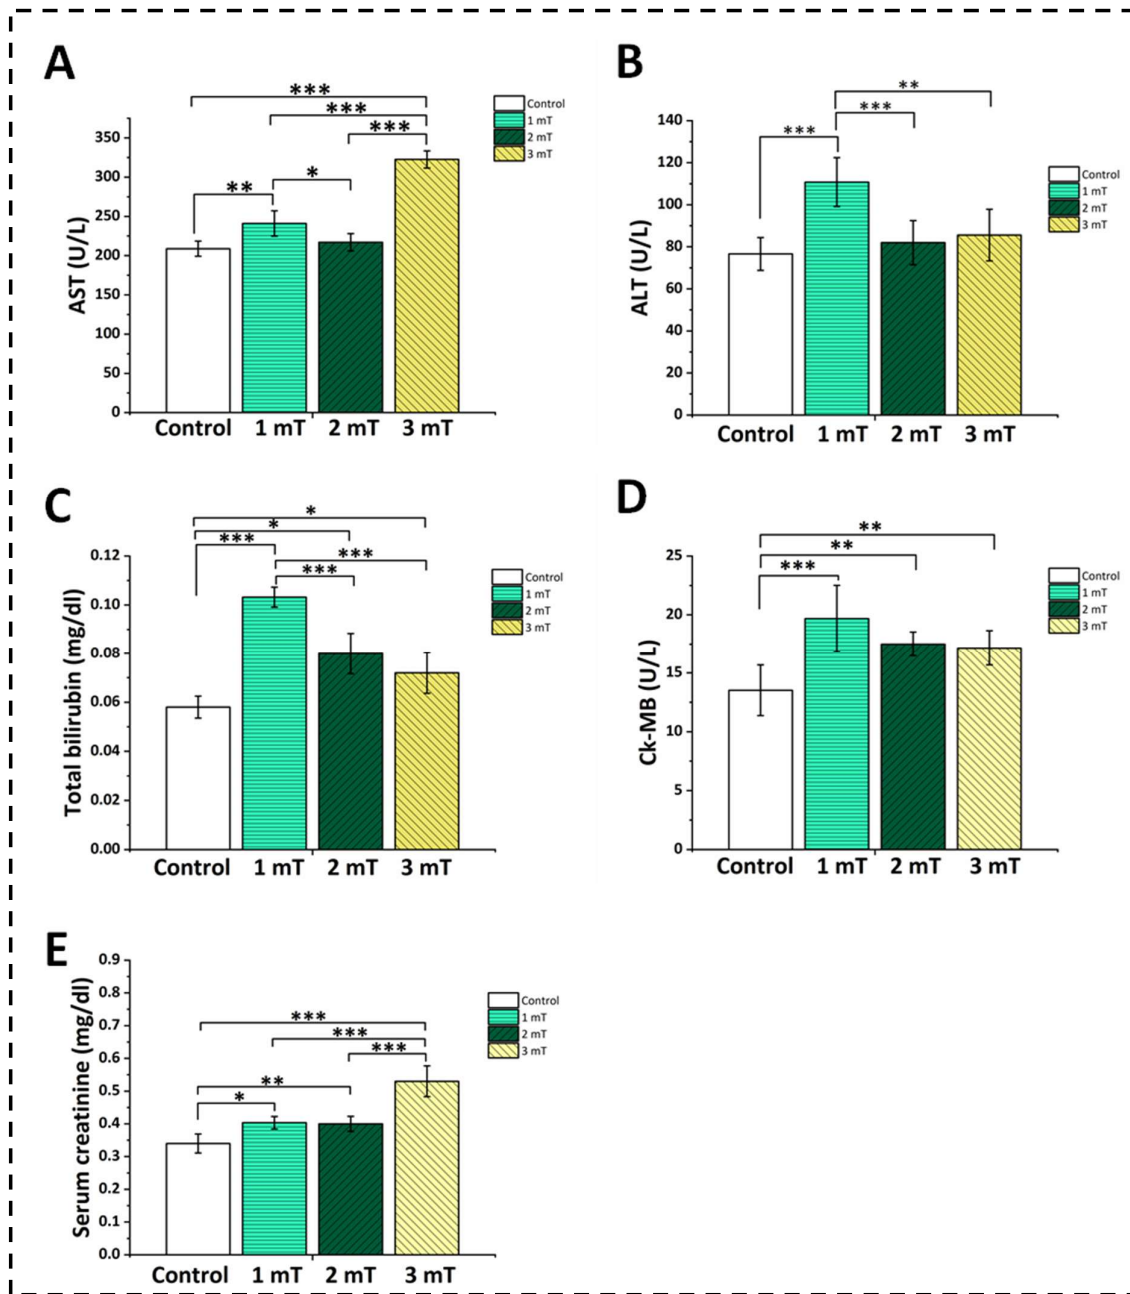 A
***
***
***
**
*
AST (U/L)
350
300
250
200
150
100
50
0
Control
1 mT
2 mT
3 mT
Control 1 mT 2 mT 3 mT
B
**
***
***
ALT (U/L)
140
120
100
80
60
40
20
0
Control
1 mT
2 mT
3 mT
Control 1 mT 2 mT 3 mT
C
*
*
***
***
***
Total bilirubin (mg/dl)
0.12
0.10
0.08
0.06
0.04
0.02
0.00
Control
1 mT
2 mT
3 mT
Control 1 mT 2 mT 3 mT
D
**
**
***
Ck-MB (U/L)
25
20
15
10
5
0
Control
1 mT
2 mT
3 mT
Control 1 mT 2 mT 3 mT
E
***
***
***
**
*
Serum creatinine (mg/dl)
0.9
0.8
0.7
0.6
0.5
0.4
0.3
0.2
0.1
0.0
Control
1 mT
2 mT
3 mT
Control 1 mT 2 mT 3 mT